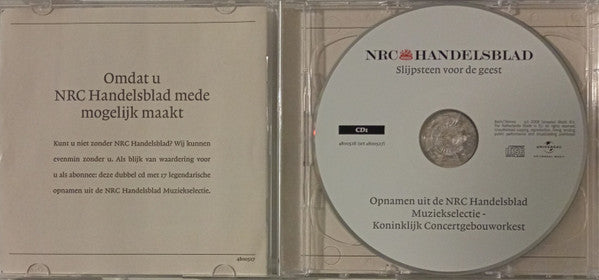 Omdat u
NRC Handelsblad mede
mogelijk maakt
Kunt u niet zonder NRC Handelsblad? Wij kunnen
evenmin zonder u. Als blijk van waardering voor
u als abonnee: deze dubbel cd met 17 legendarische
opnamen uit de NRC Handelsblad Muziekselectie.
4800527
NRC HANDELSBLAD
Slijpsteen voor de geest
CD1
UNIVERSAL
Opnamen uit de NRC Handelsblad
Muziekselectie -
Koninklijk Concertgebouworkest